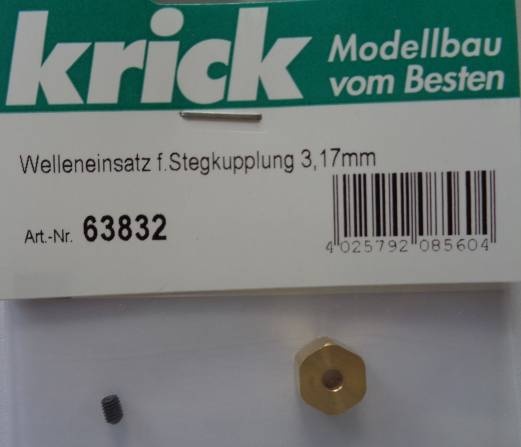 krick
Modellbau
vom Besten
Welleneinsatz f.Stegkupplung 3,17mm
Art.-Nr. 63832
4 025792 085604